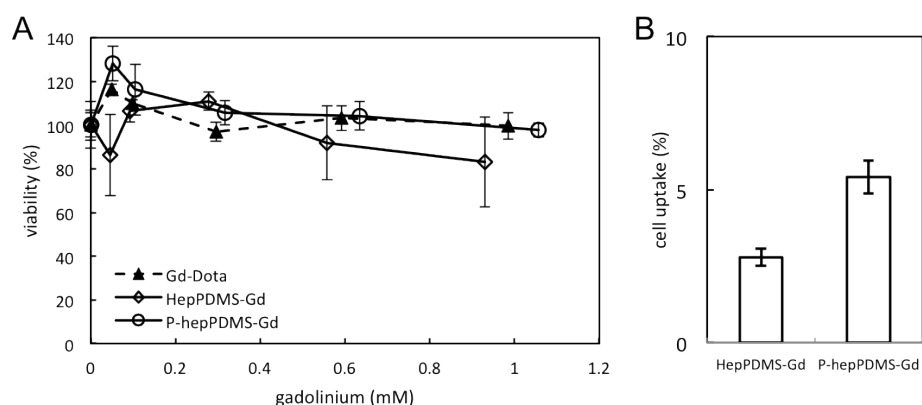 A
B
viability (%)
140
120
100
80
60
40
20
0
Gd-Dota
HepPDMS-Gd
P-hepPDMS-Gd
0 0.2 0.4 0.6 0.8 1 1.2
gadolinium (mM)
cell uptake (%)
10
5
0
HepPDMS-Gd P-hepPDMS-Gd